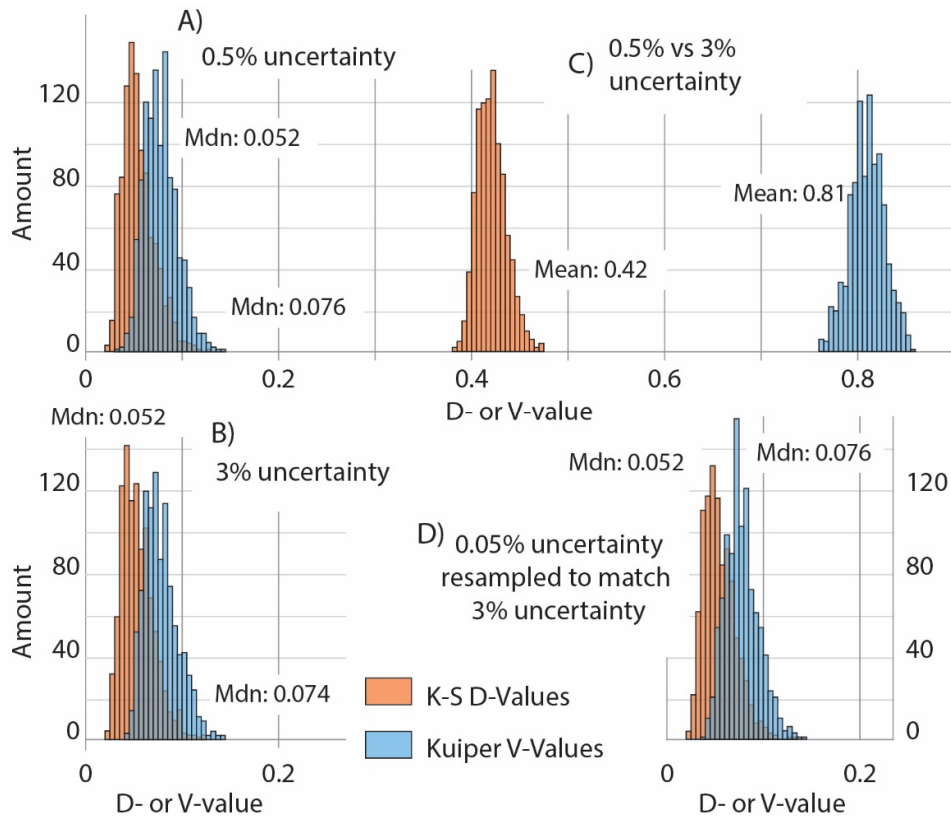 A)
0.5% uncertainty
C)
0.5% vs 3%
uncertainty
Amount
120
80
40
0
Mdn: 0.052
Mdn: 0.076
Mean: 0.42
Mean: 0.81
0
0.2
0.4
0.6
0.8
D- or V-value
Mdn: 0.052
B)
3% uncertainty
Amount
120
80
40
0
Mdn: 0.074
0
0.2
D- or V-value
K-S D-Values
Kuiper V-Values
D)
0.05% uncertainty
resampled to match
3% uncertainty
Mdn: 0.052
Mdn: 0.076
120
80
40
0
0
0.2
D- or V-value